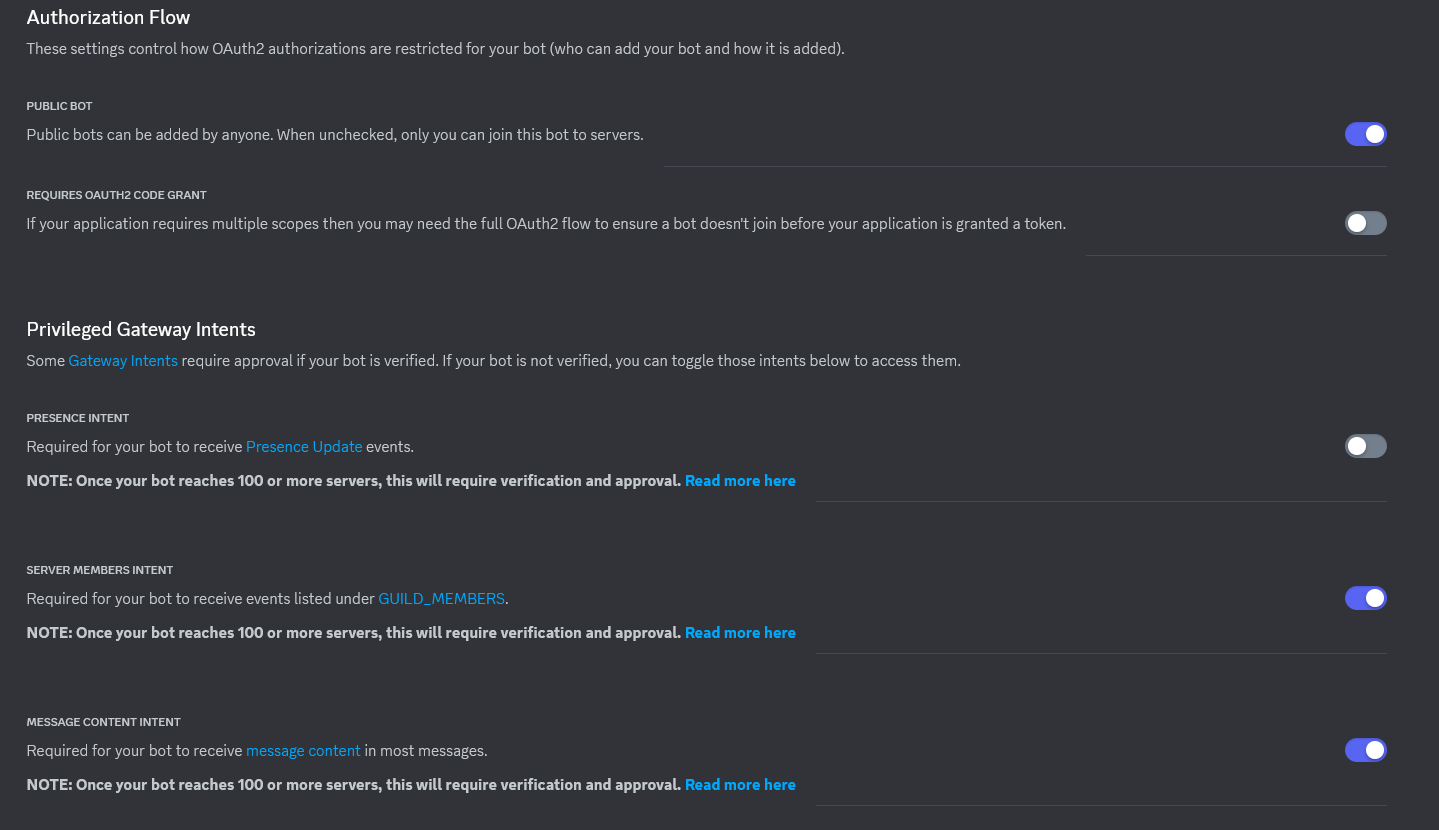 Authorization Flow
These settings control how OAuth2 authorizations are restricted for your bot (who can add your bot and how it is added).
PUBLIC BOT
Public bots can be added by anyone. When unchecked, only you can join this bot to servers.
REQUIRES OAUTH2 CODE GRANT
If your application requires multiple scopes then you may need the full OAuth2 flow to ensure a bot doesn't join before your application is granted a token.
Privileged Gateway Intents
Some Gateway Intents require approval if your bot is verified. If your bot is not verified, you can toggle those intents below to access them.
PRESENCE INTENT
Required for your bot to receive Presence Update events.
NOTE: Once your bot reaches 100 or more servers, this will require verification and approval. Read more here
SERVER MEMBERS INTENT
Required for your bot to receive events listed under GUILD_MEMBERS.
NOTE: Once your bot reaches 100 or more servers, this will require verification and approval. Read more here
MESSAGE CONTENT INTENT
Required for your bot to receive message content in most messages.
NOTE: Once your bot reaches 100 or more servers, this will require verification and approval. Read more here